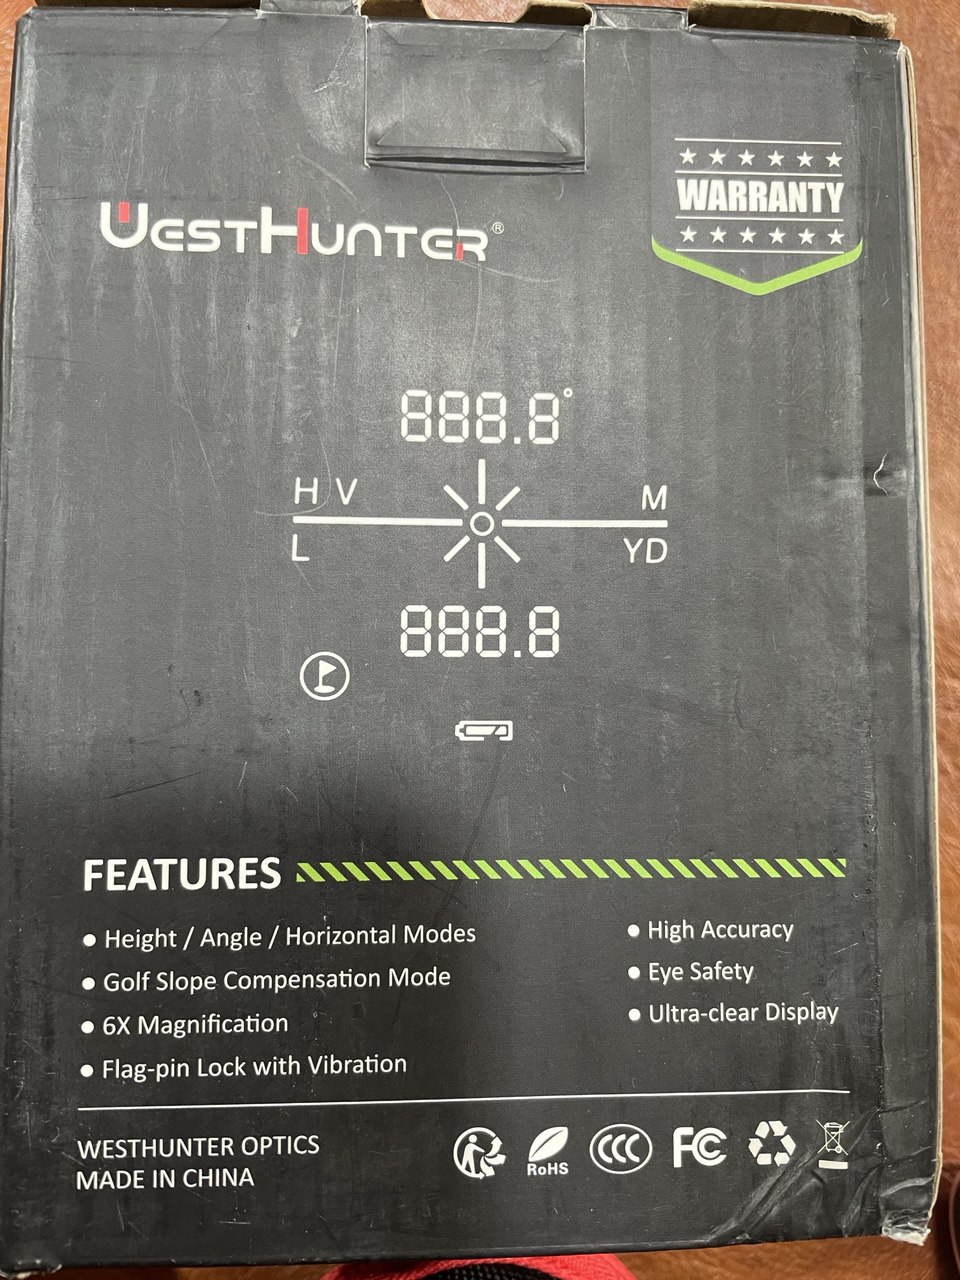 WESTHUNTER®
WARRANTY
888.8°
H V M
L YD
888.8
FEATURES
● Height / Angle / Horizontal Modes
● Golf Slope Compensation Mode
● 6X Magnification
● Flag-pin Lock with Vibration
● High Accuracy
● Eye Safety
● Ultra-clear Display
WESTHUNTER OPTICS
MADE IN CHINA
RoHS
CCC
FC